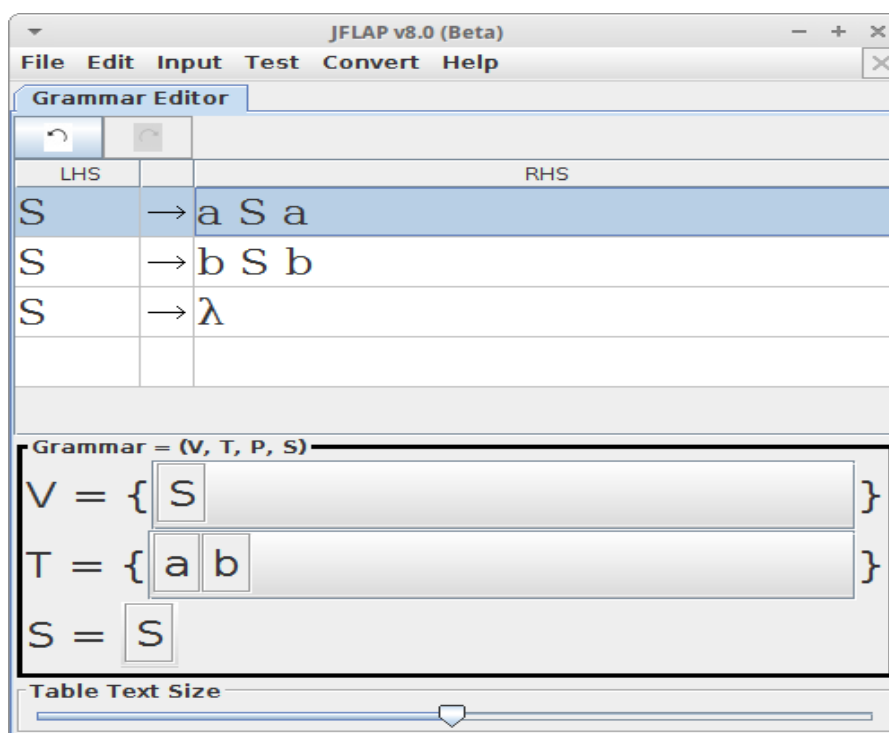 JFLAP v8.0 (Beta)
File Edit Input Test Convert Help
Grammar Editor
LHS RHS
S → a S a
S → b S b
S → λ
Grammar = (V, T, P, S)
V = { S }
T = { a b }
S = S
Table Text Size